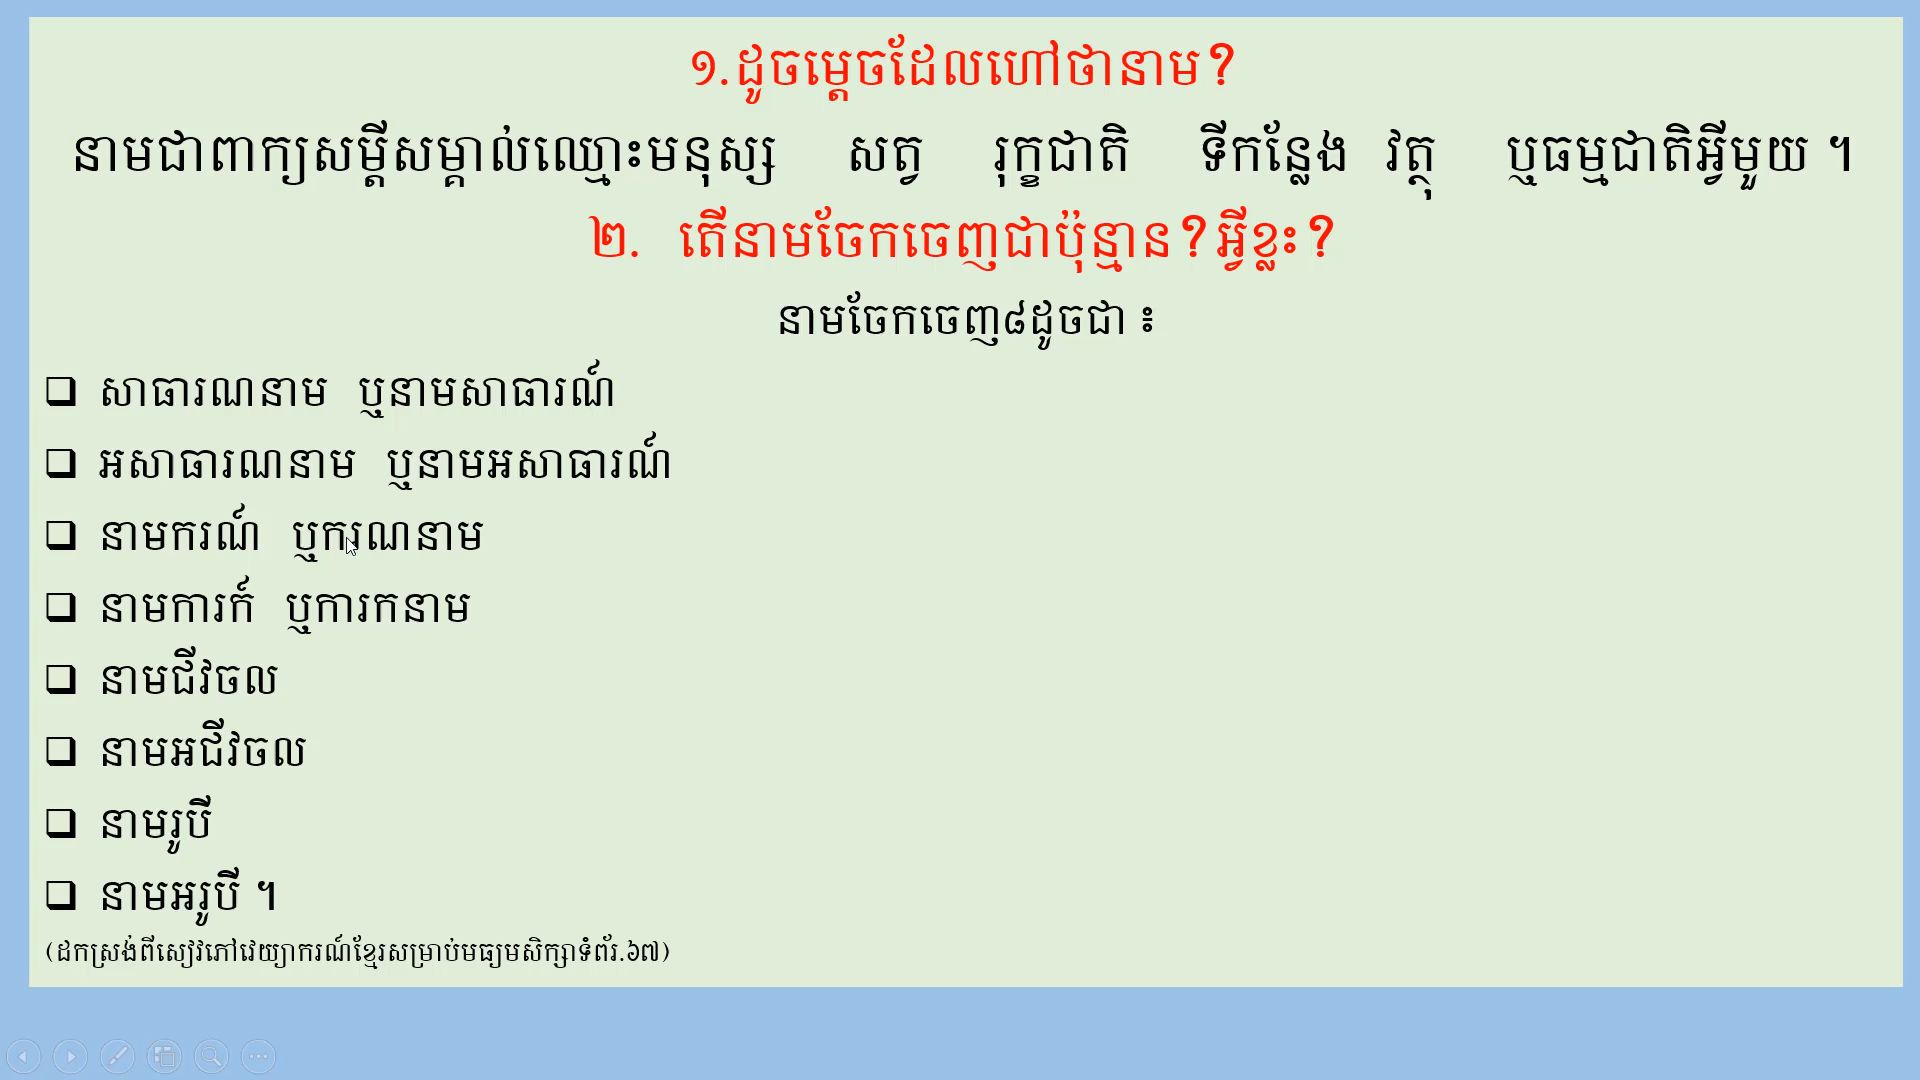 ១.ដូចម្តេចដែលហៅថានាម?
នាមជាពាក្យសម្តីសម្គាល់ឈ្មោះមនុស្ស សត្វ រុក្ខជាតិ ទីកន្លែង វត្ថុ ឬធម្មជាតិអ្វីមួយ ។
២. តើនាមចែកចេញជាប៉ុន្មាន?អ្វីខ្លះ?
នាមចែកចេញ៨ដូចជា ៖
❑ សាធារណនាម ឬនាមសាធារណ៍
❑ អសាធារណនាម ឬនាមអសាធារណ៍
❑ នាមករណ៍ ឬករណនាម
❑ នាមការក៍ ឬការកនាម
❑ នាមជីវចល
❑ នាមអជីវចល
❑ នាមរូបី
❑ នាមអរូបី ។
(ដកស្រង់ពីសៀវភៅវេយ្យាករណ៍ខ្មែរសម្រាប់មធ្យមសិក្សាទំព័រ.៦៧)